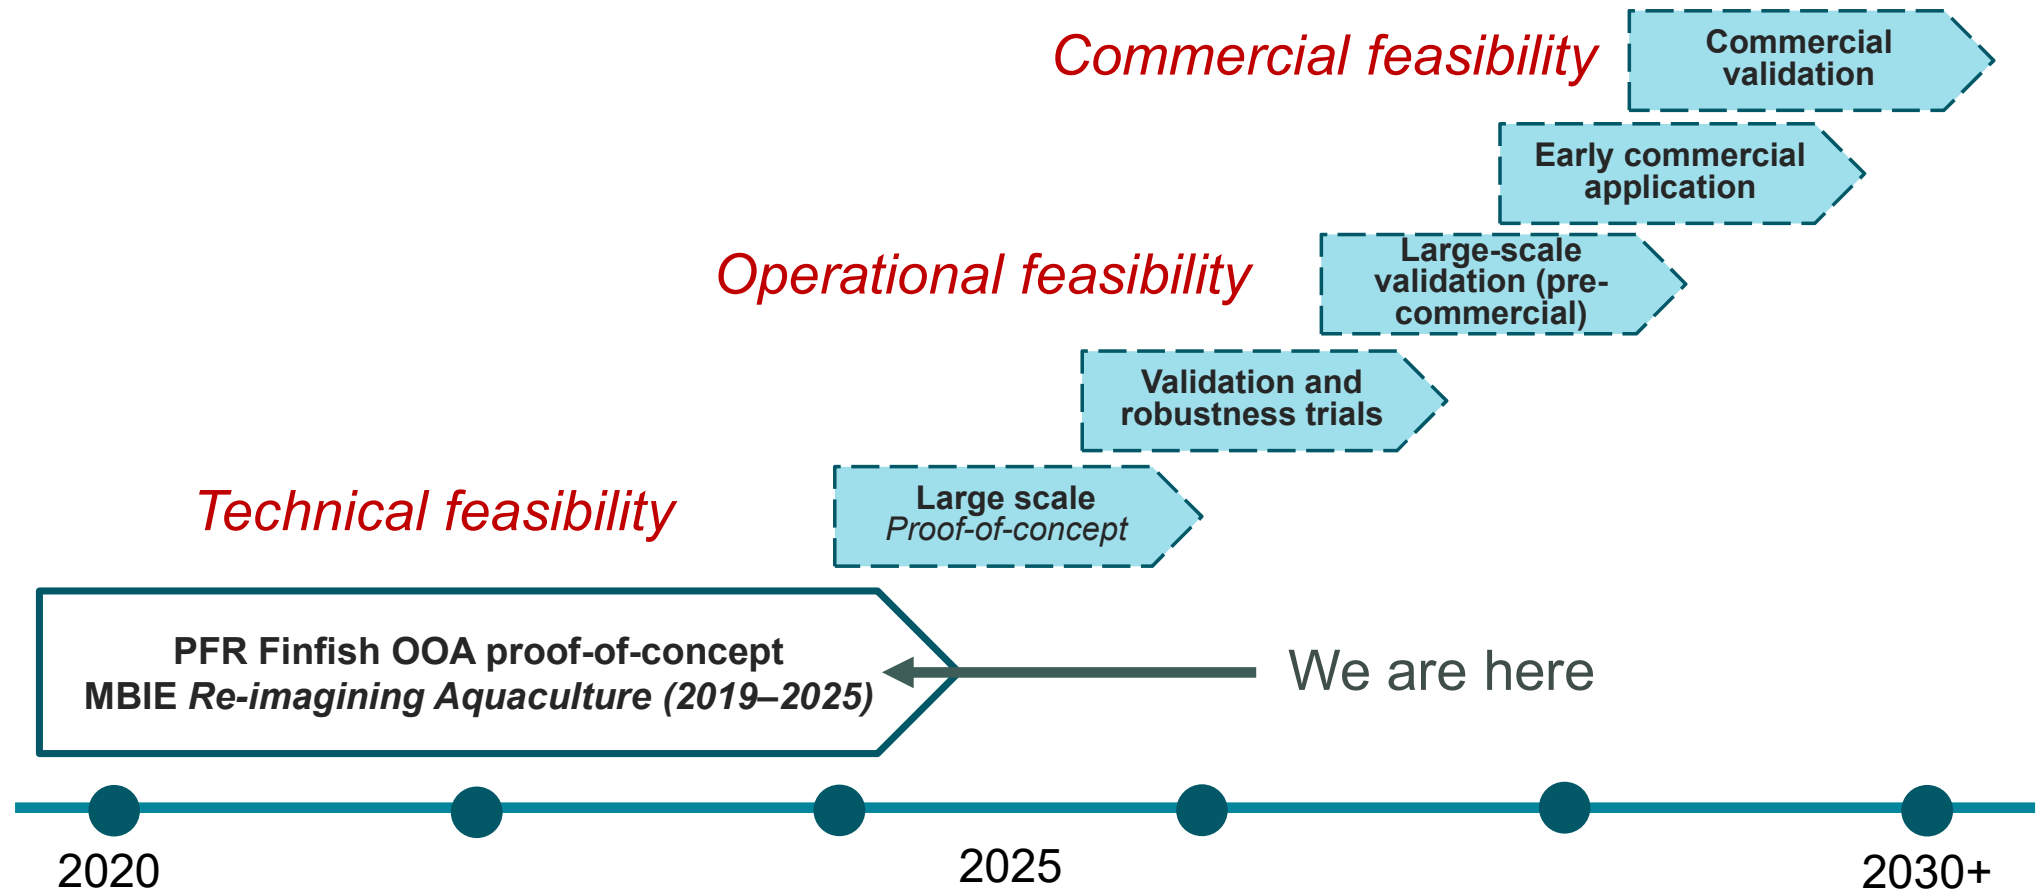 Commercial feasibility
Commercial
validation
Early commercial
application
Operational feasibility
Large-scale
validation (pre-
commercial)
Validation and
robustness trials
Technical feasibility
Large scale
Proof-of-concept
PFR Finfish OOA proof-of-concept
MBIE Re-imagining Aquaculture (2019–2025)
We are here
2020
2025
2030+